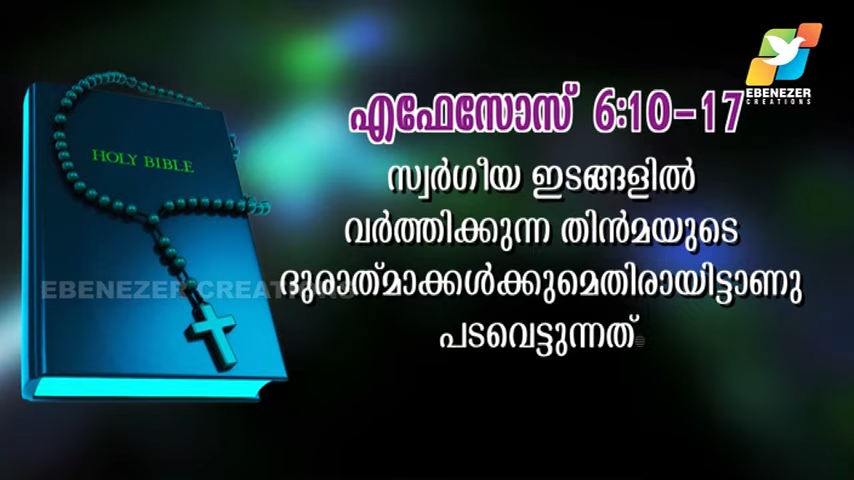 EBENEZER
CREATIONS
HOLY BIBLE
എഫേസോസ് 6:10-17
സ്വർഗീയ ഇടങ്ങളിൽ
വർത്തിക്കുന്ന തിൻമയുടെ
ദുരാത്മാക്കൾക്കുമെതിരായിട്ടാണു
പടവെട്ടുന്നത്
EBENEZER CREATIONS